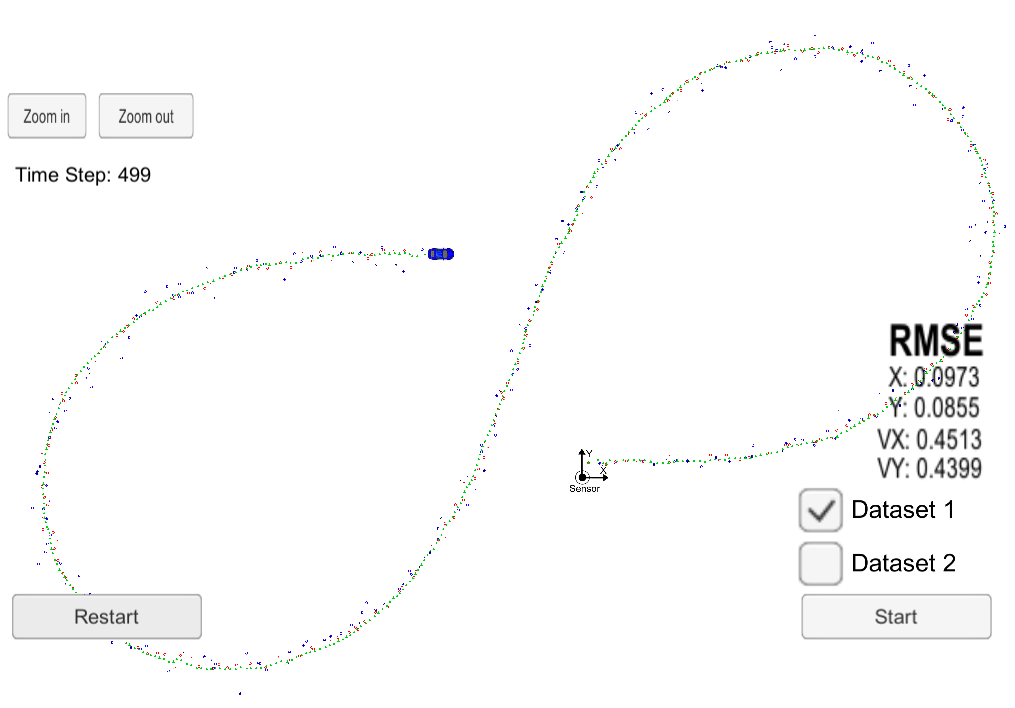 Zoom in
Zoom out
Time Step: 499
RMSE
X: 0.0973
Y: 0.0855
VX: 0.4513
VY: 0.4399
Y
X
Sensor
Dataset 1
Dataset 2
Restart
Start